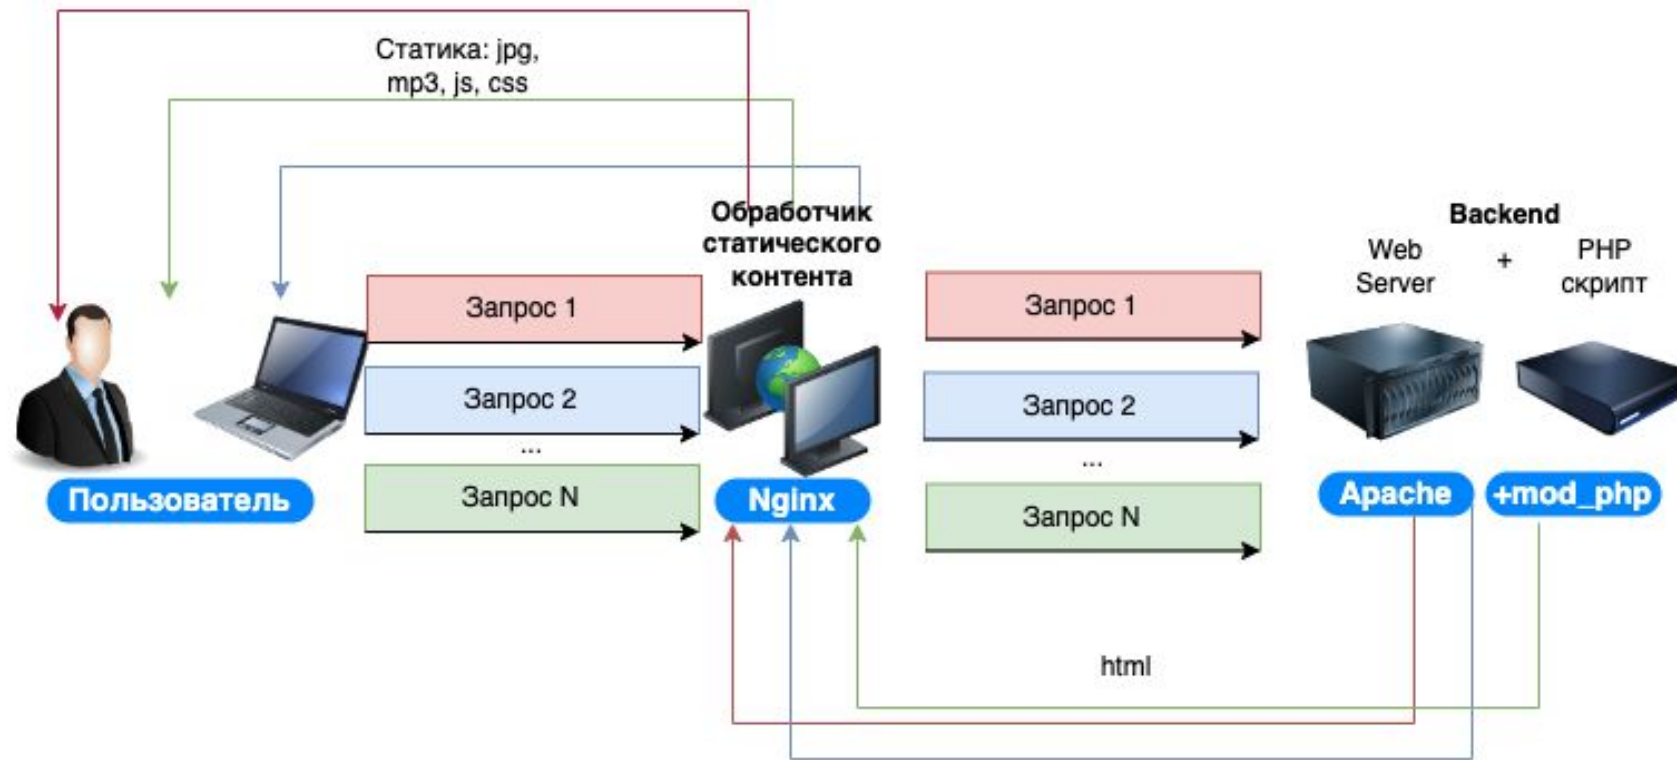 Статика: jpg,
mp3, js, css
Обработчик
статического
контента
Backend
Web
Server
+
PHP
скрипт
Запрос 1
Запрос 2
...
Запрос N
Запрос 1
Запрос 2
...
Запрос N
Пользователь
Nginx
Apache
+mod_php
html